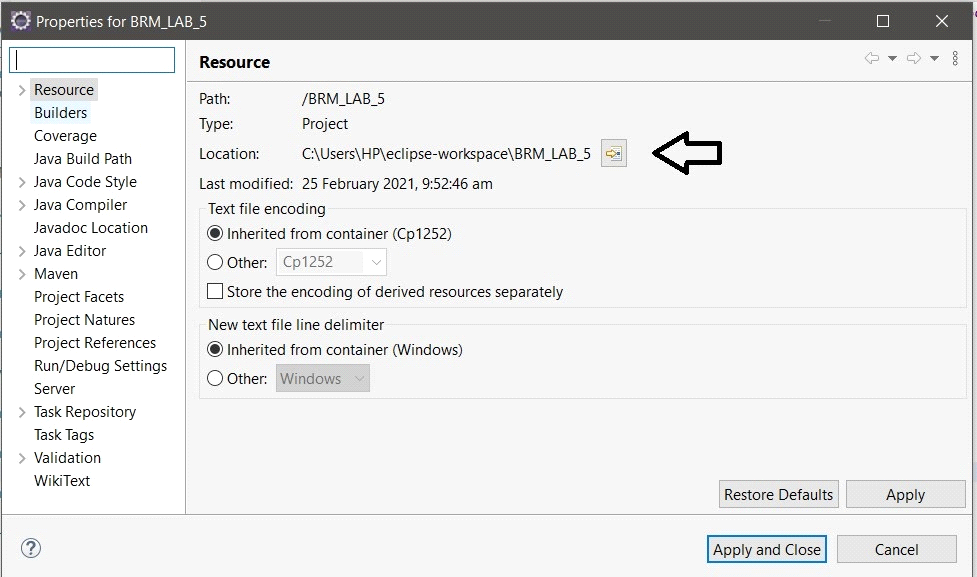 Properties for BRM_LAB_5
Resource
Builders
Coverage
Java Build Path
Java Code Style
Java Compiler
Javadoc Location
Java Editor
Maven
Project Facets
Project Natures
Project References
Run/Debug Settings
Server
Task Repository
Task Tags
Validation
WikiText
Resource
Path: /BRM_LAB_5
Type: Project
Location: C:\Users\HP\eclipse-workspace\BRM_LAB_5
Last modified: 25 February 2021, 9:52:46 am
Text file encoding
Inherited from container (Cp1252)
Other: Cp1252
Store the encoding of derived resources separately
New text file line delimiter
Inherited from container (Windows)
Other: Windows
Restore Defaults Apply
? Apply and Close Cancel